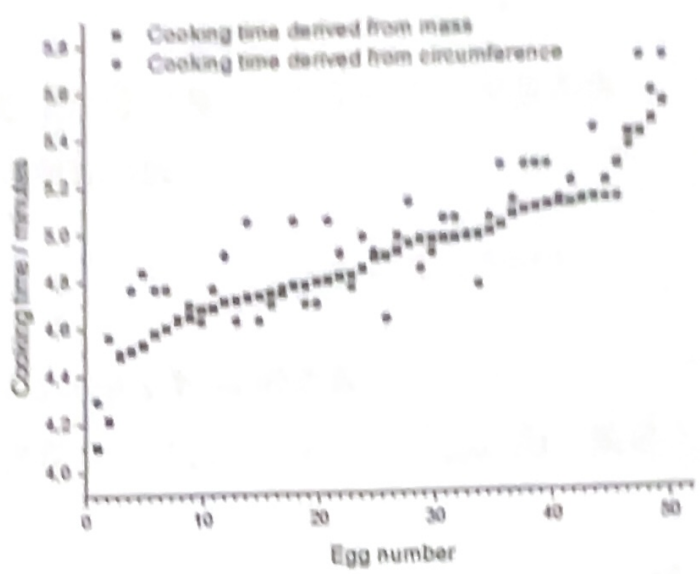 Cooking time derived from mass
Cooking time derived from circumference
5.8
5.6
5.4
5.2
5.0
4.8
4.6
4.4
4.2
4.0
Cooking time / minutes
0 10 20 30 40 50
Egg number